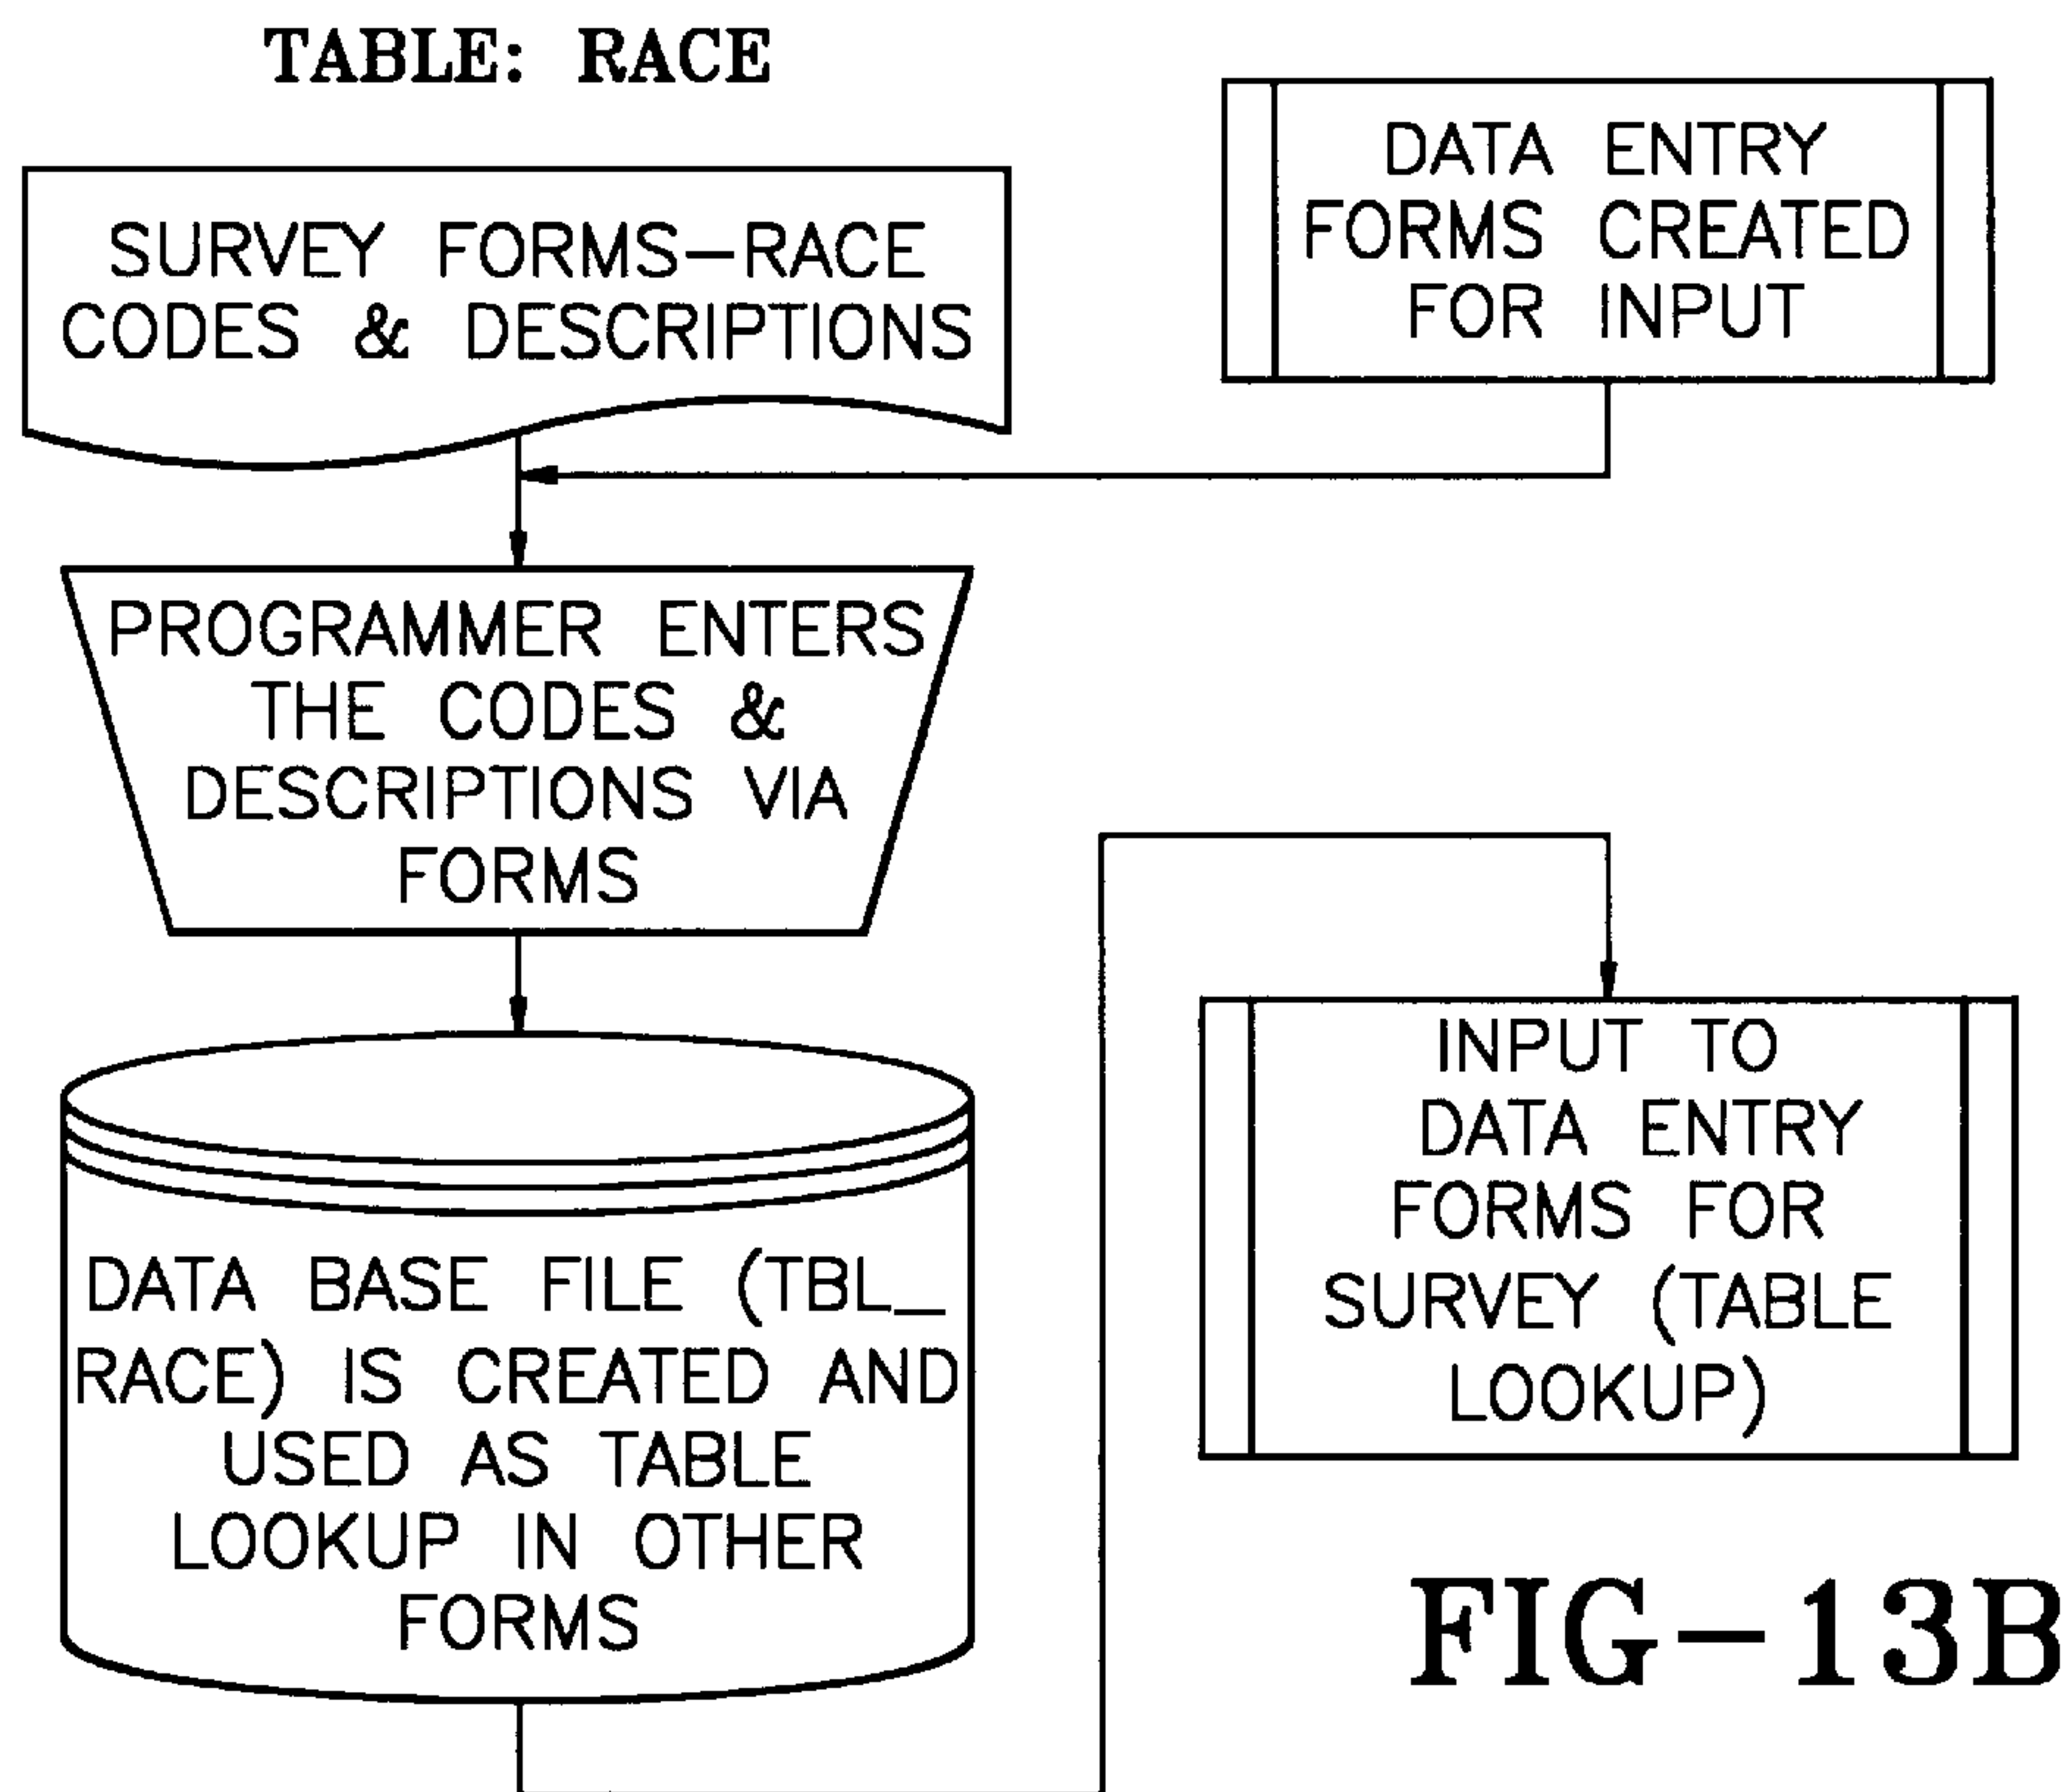 TABLE: RACE
SURVEY FORMS-RACE
CODES & DESCRIPTIONS
DATA ENTRY
FORMS CREATED
FOR INPUT
PROGRAMMER ENTERS
THE CODES &
DESCRIPTIONS VIA
FORMS
DATA BASE FILE (TBL_
RACE) IS CREATED AND
USED AS TABLE
LOOKUP IN OTHER
FORMS
INPUT TO
DATA ENTRY
FORMS FOR
SURVEY (TABLE
LOOKUP)
FIG-13B